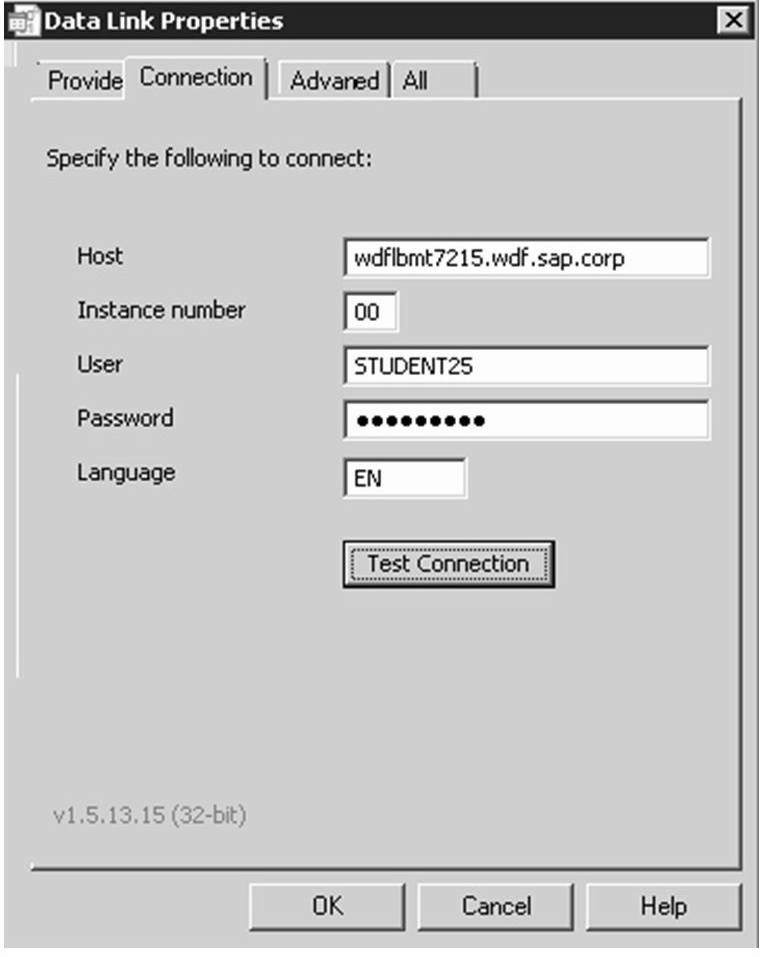 Data Link Properties
Provide Connection Advaned All
Specify the following to connect:
Host wdflbmt7215.wdf.sap.corp
Instance number 00
User STUDENT25
Password •••••••••
Language EN
Test Connection
v1.5.13.15 (32-bit)
OK Cancel Help